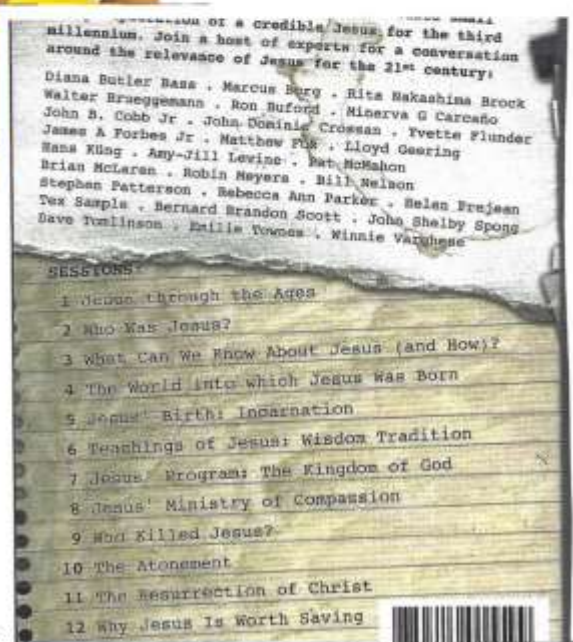 of a credible Jesus for the third
millennium. Join a host of experts for a conversation
around the relevance of Jesus for the 21st century:
Diana Butler Bass . Marcus Borg . Rita Nakashima Brock
Walter Brueggemann . Ron Buford . Minerva G Carcaño
John B. Cobb Jr . John Dominic Crossan . Yvette Flunder
James A Forbes Jr . Matthew Fox . Lloyd Geering
Hans Küng . Amy-Jill Levine . Pat McMahon
Brian McLaren . Robin Meyers . Bill Nelson
Stephen Patterson . Rebecca Ann Parker . Helen Prejean
Tex Sample . Bernard Brandon Scott . John Shelby Spong
Dave Tomlinson . Emilie Townes . Winnie Varghese
SESSIONS:
1 Jesus through the Ages
2 Who Was Jesus?
3 What Can We Know About Jesus (and How)?
4 The World into which Jesus Was Born
5 Jesus' Birth: Incarnation
6 Teachings of Jesus: Wisdom Tradition
7 Jesus' Program: The Kingdom of God
8 Jesus' Ministry of Compassion
9 Who Killed Jesus?
10 The Atonement
11 The Resurrection of Christ
12 Why Jesus Is Worth Saving